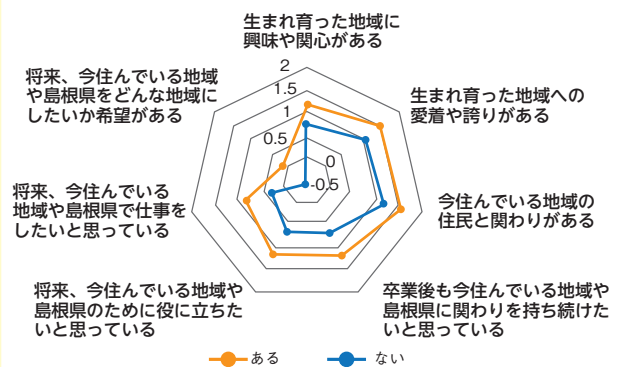 生まれ育った地域に
興味や関心がある
生まれ育った地域への
愛着や誇りがある
今住んでいる地域の
住民と関わりがある
卒業後も今住んでいる地域や
島根県に関わりを持ち続けた
いと思っている
将来、今住んでいる地域や
島根県のために役に立ちた
いと思っている
将来、今住んでいる
地域や島根県で仕事を
したいと思っている
将来、今住んでいる地域
や島根県をどんな地域に
したいか希望がある
2
1.5
1
0.5
0
-0.5
ある
ない